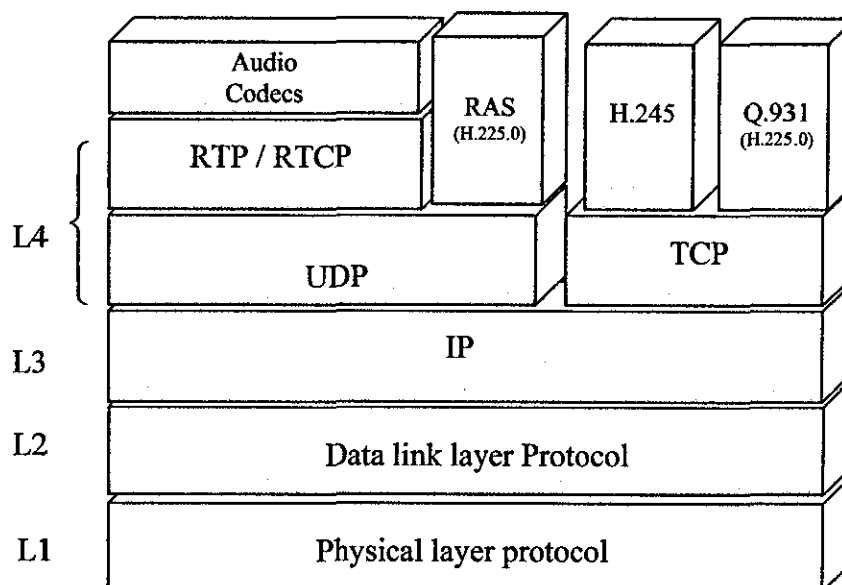 Audio
Codecs
RAS
(H.225.0)
H.245
Q.931
(H.225.0)
RTP / RTCP
L4
UDP
TCP
L3
IP
L2
Data link layer Protocol
L1
Physical layer protocol